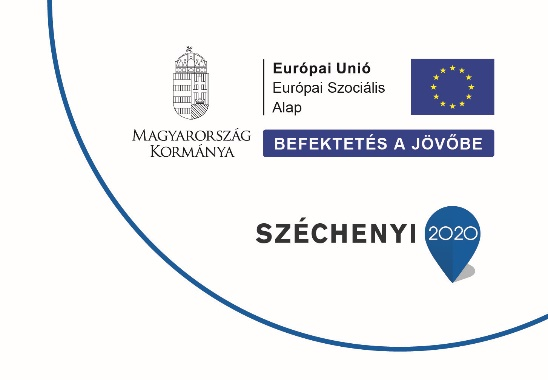 Európai Unió
Európai Szociális
Alap
MAGYARORSZÁG
KORMÁNYA
BEFEKTETÉS A JÖVŐBE
SZÉCHENYI 2020